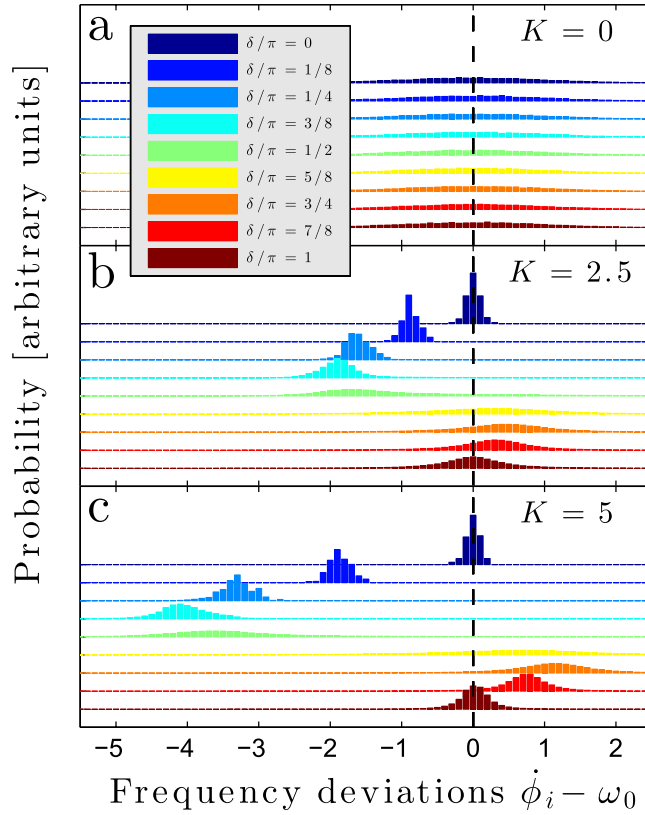 a
K = 0
δ/π = 0
δ/π = 1/8
δ/π = 1/4
δ/π = 3/8
δ/π = 1/2
δ/π = 5/8
δ/π = 3/4
δ/π = 7/8
δ/π = 1
b
K = 2.5
c
K = 5
Probability [arbitrary units]
−5 −4 −3 −2 −1 0 1 2
Frequency deviations ϕ̇ᵢ − ω₀